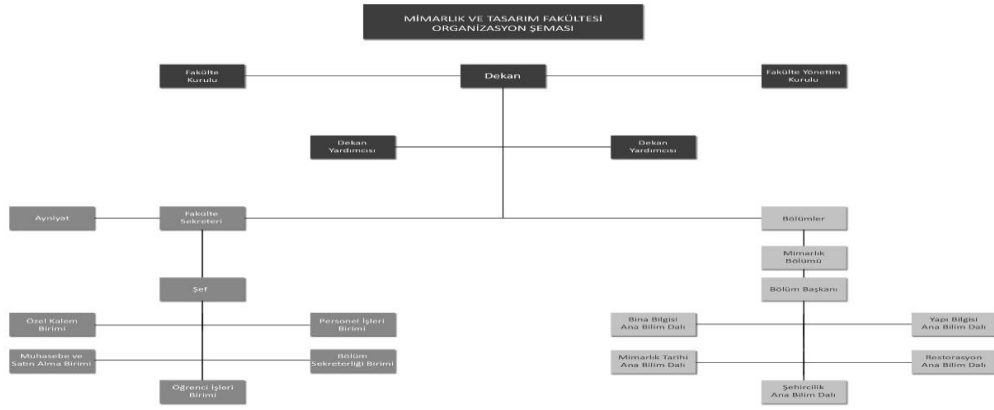 MİMARLIK VE TASARIM FAKÜLTESİ
ORGANİZASYON ŞEMASI
Fakülte
Kurulu
Dekan
Fakülte Yönetim
Kurulu
Dekan
Yardımcısı
Dekan
Yardımcısı
Ayniyat
Fakülte
Sekreteri
Bölümler
Mimarlık
Bölümü
Şef
Bölüm Başkanı
Özel Kalem
Birimi
Personel İşleri
Birimi
Bina Bilgisi
Ana Bilim Dalı
Yapı Bilgisi
Ana Bilim Dalı
Muhasebe ve
Satın Alma Birimi
Bölüm
Sekreterliği Birimi
Mimarlık Tarihi
Ana Bilim Dalı
Restorasyon
Ana Bilim Dalı
Öğrenci İşleri
Birimi
Şehircilik
Ana Bilim Dalı